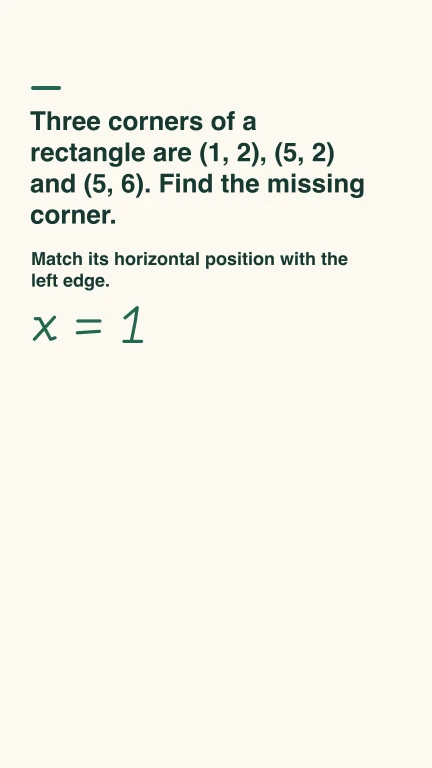 Three corners of a
rectangle are (1, 2), (5, 2)
and (5, 6). Find the missing
corner.
Match its horizontal position with the
left edge.
x = 1